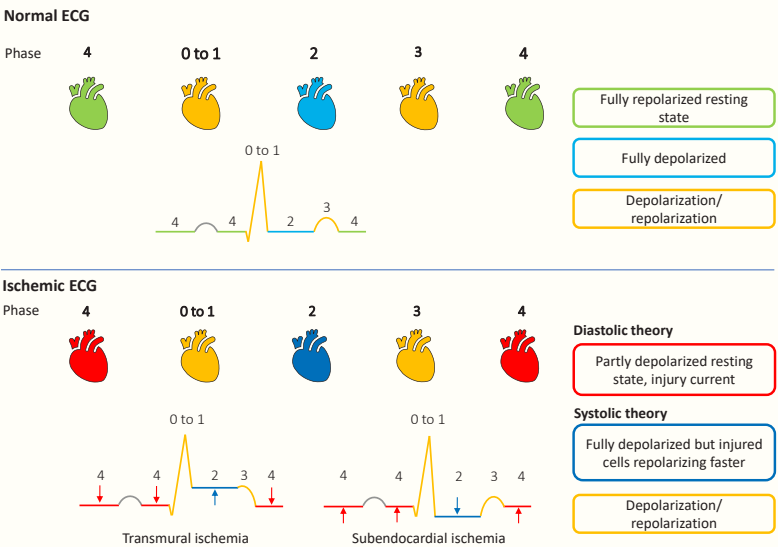 Normal ECG
Phase 4 0 to 1 2 3 4
Fully repolarized resting
state
Fully depolarized
Depolarization/
repolarization
0 to 1
4 4 2 3 4
Ischemic ECG
Phase 4 0 to 1 2 3 4
Diastolic theory
Partly depolarized resting
state, injury current
Systolic theory
Fully depolarized but injured
cells repolarizing faster
Depolarization/
repolarization
0 to 1
4 4 2 3 4
Transmural ischemia
0 to 1
4 4 2 3 4
Subendocardial ischemia